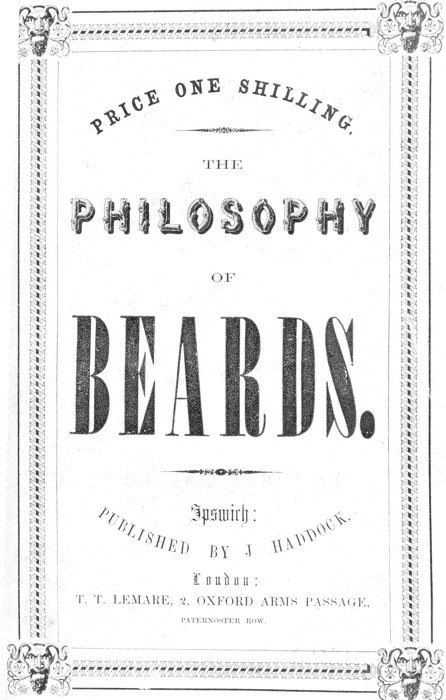 PRICE ONE SHILLING.
THE
PHILOSOPHY
OF
BEARDS.
Ipswich:
PUBLISHED BY J HADDOCK.
London:
T. T. LEMARE, 2, OXFORD ARMS PASSAGE,
PATERNOSTER ROW.